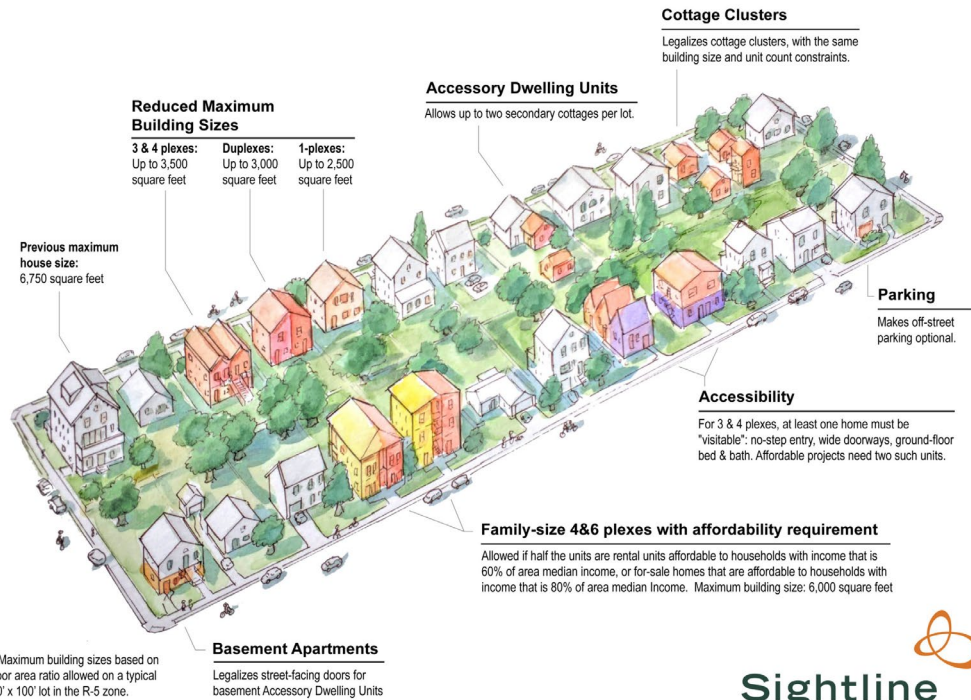 Cottage Clusters
Legalizes cottage clusters, with the same
building size and unit count constraints.
Accessory Dwelling Units
Allows up to two secondary cottages per lot.
Reduced Maximum
Building Sizes
3 & 4 plexes:
Up to 3,500
square feet
Duplexes:
Up to 3,000
square feet
1-plexes:
Up to 2,500
square feet
Previous maximum
house size:
6,750 square feet
Parking
Makes off-street
parking optional.
Accessibility
For 3 & 4 plexes, at least one home must be
"visitable": no-step entry, wide doorways, ground-floor
bed & bath. Affordable projects need two such units.
Family-size 4&6 plexes with affordability requirement
Allowed if half the units are rental units affordable to households with income that is
60% of area median income, or for-sale homes that are affordable to households with
income that is 80% of area median Income. Maximum building size: 6,000 square feet
Basement Apartments
Legalizes street-facing doors for
basement Accessory Dwelling Units
Maximum building sizes based on
area ratio allowed on a typical
x 100' lot in the R-5 zone.
Sightline